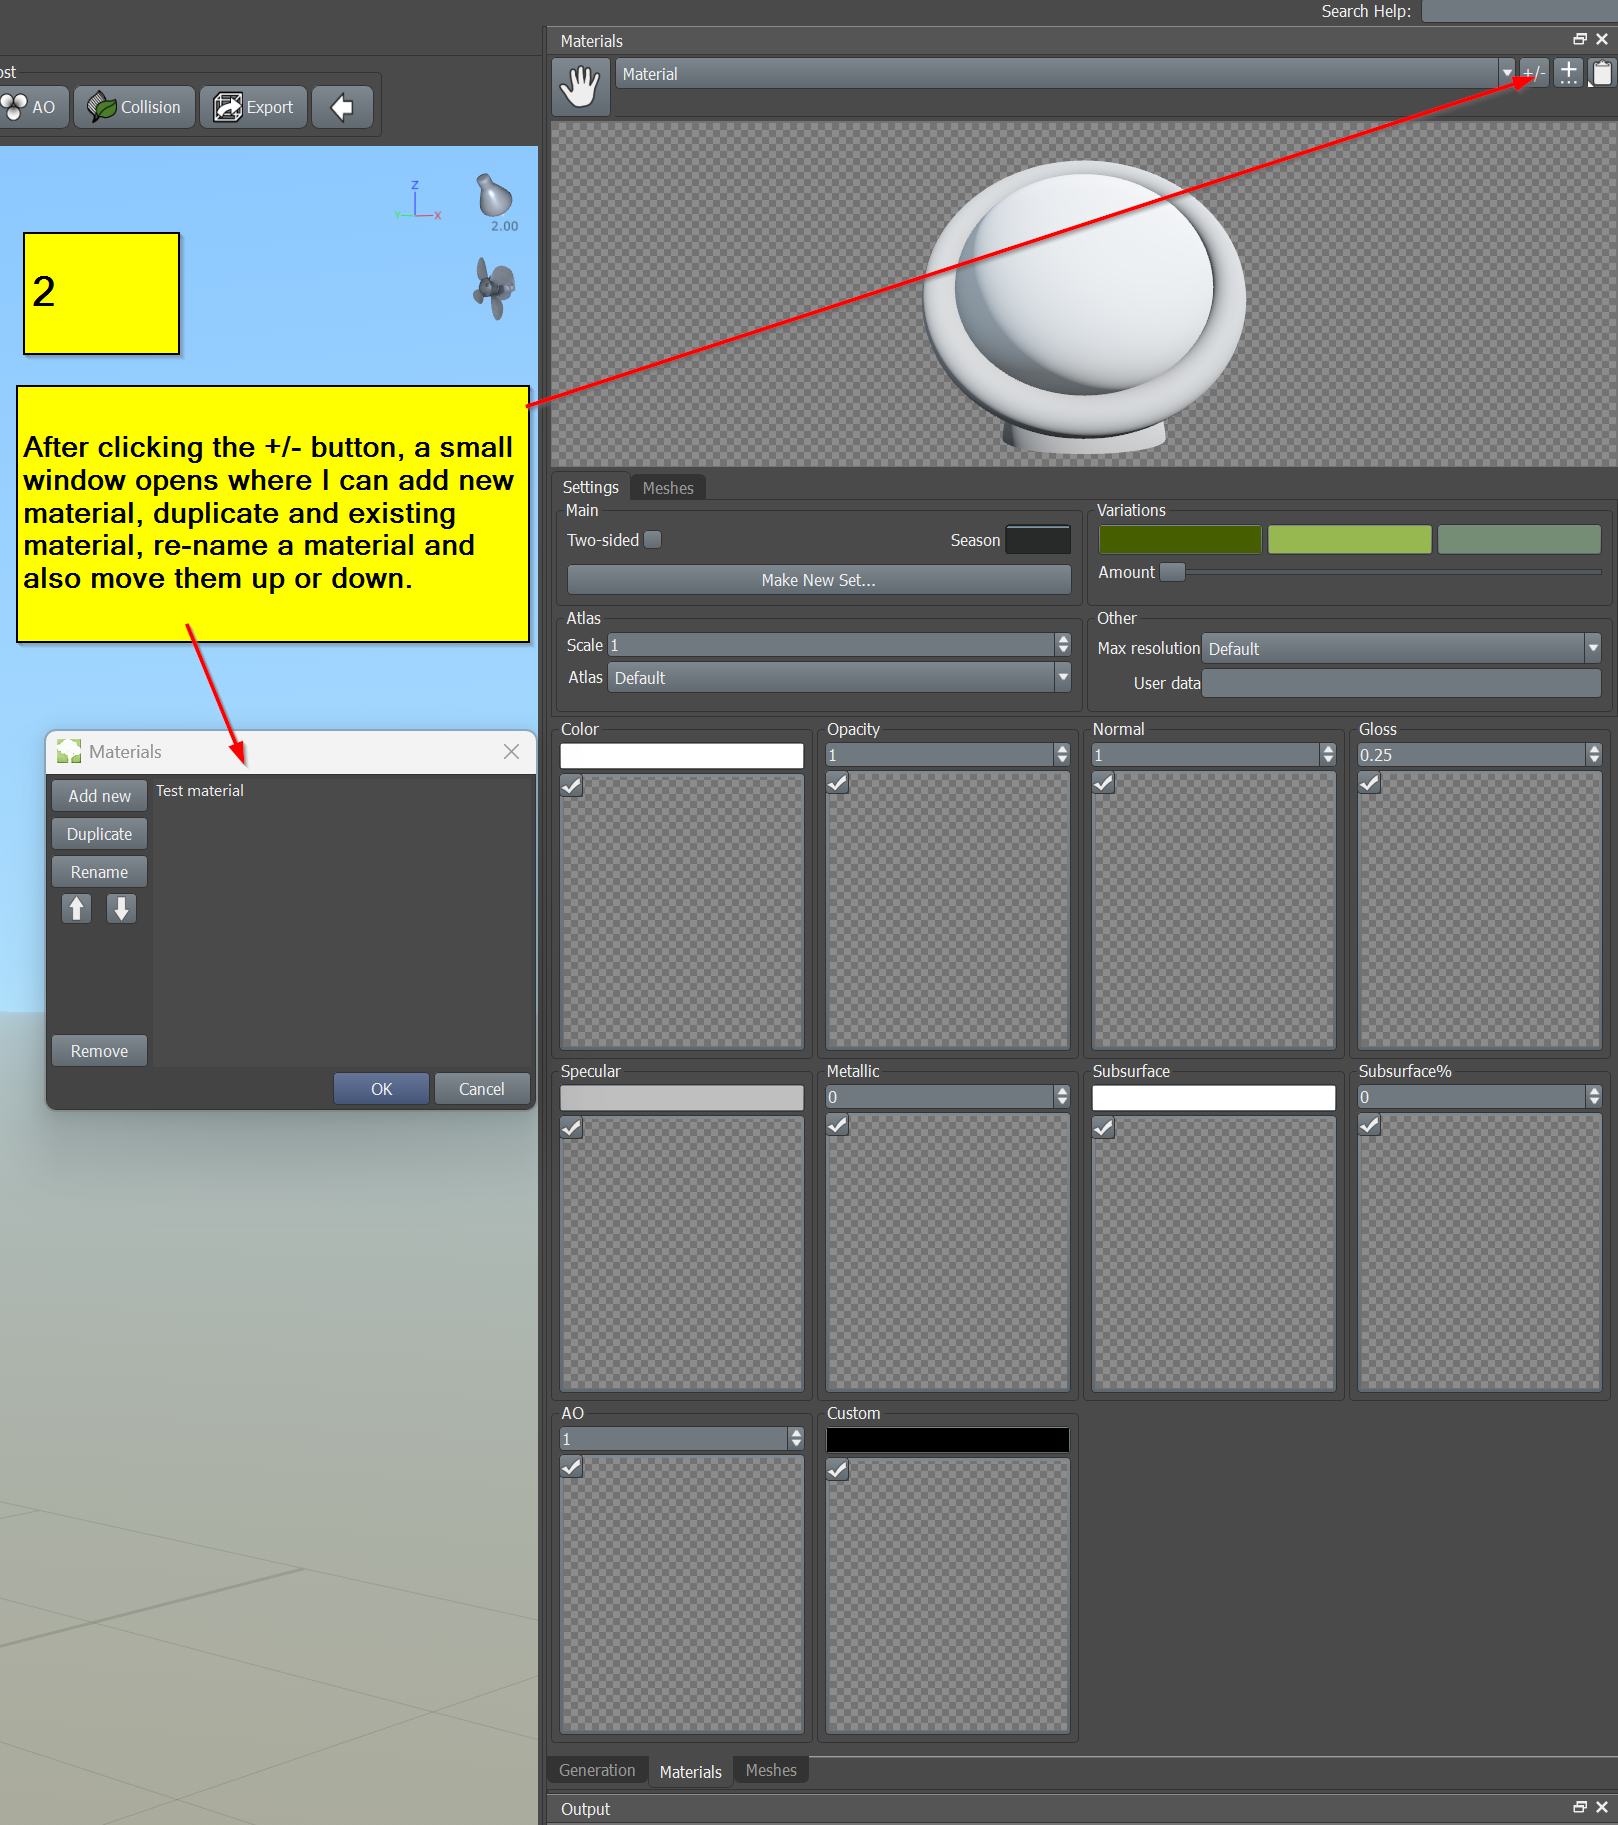 Search Help:
Materials
ost
Material
+/-
AO
Collision
Export
Z
Y
X
2.00
2
After clicking the +/- button, a small
window opens where I can add new
material, duplicate and existing
material, re-name a material and
also move them up or down.
Settings
Meshes
Main
Two-sided
Season
Make New Set...
Variations
Amount
Atlas
Scale
1
Atlas
Default
Other
Max resolution
Default
User data
Materials
Add new
Test material
Duplicate
Rename
Remove
OK
Cancel
Color
Opacity
1
Normal
1
Gloss
0.25
Specular
Metallic
0
Subsurface
Subsurface%
0
AO
1
Custom
Generation
Materials
Meshes
Output